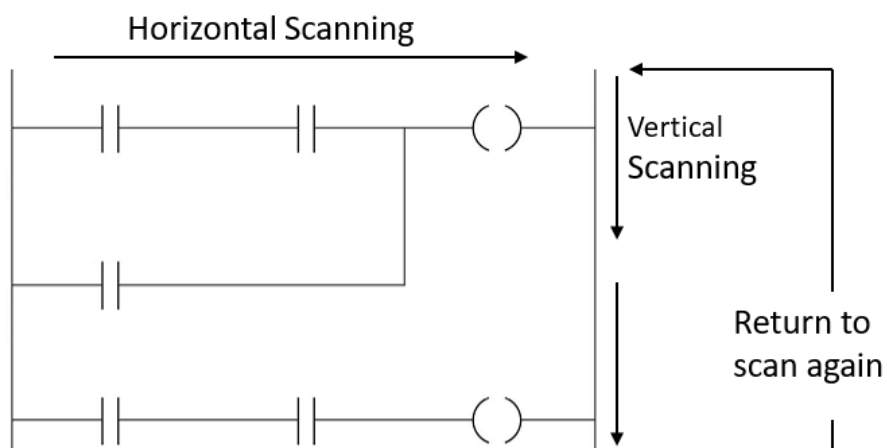 Horizontal Scanning
Vertical
Scanning
Return to
scan again